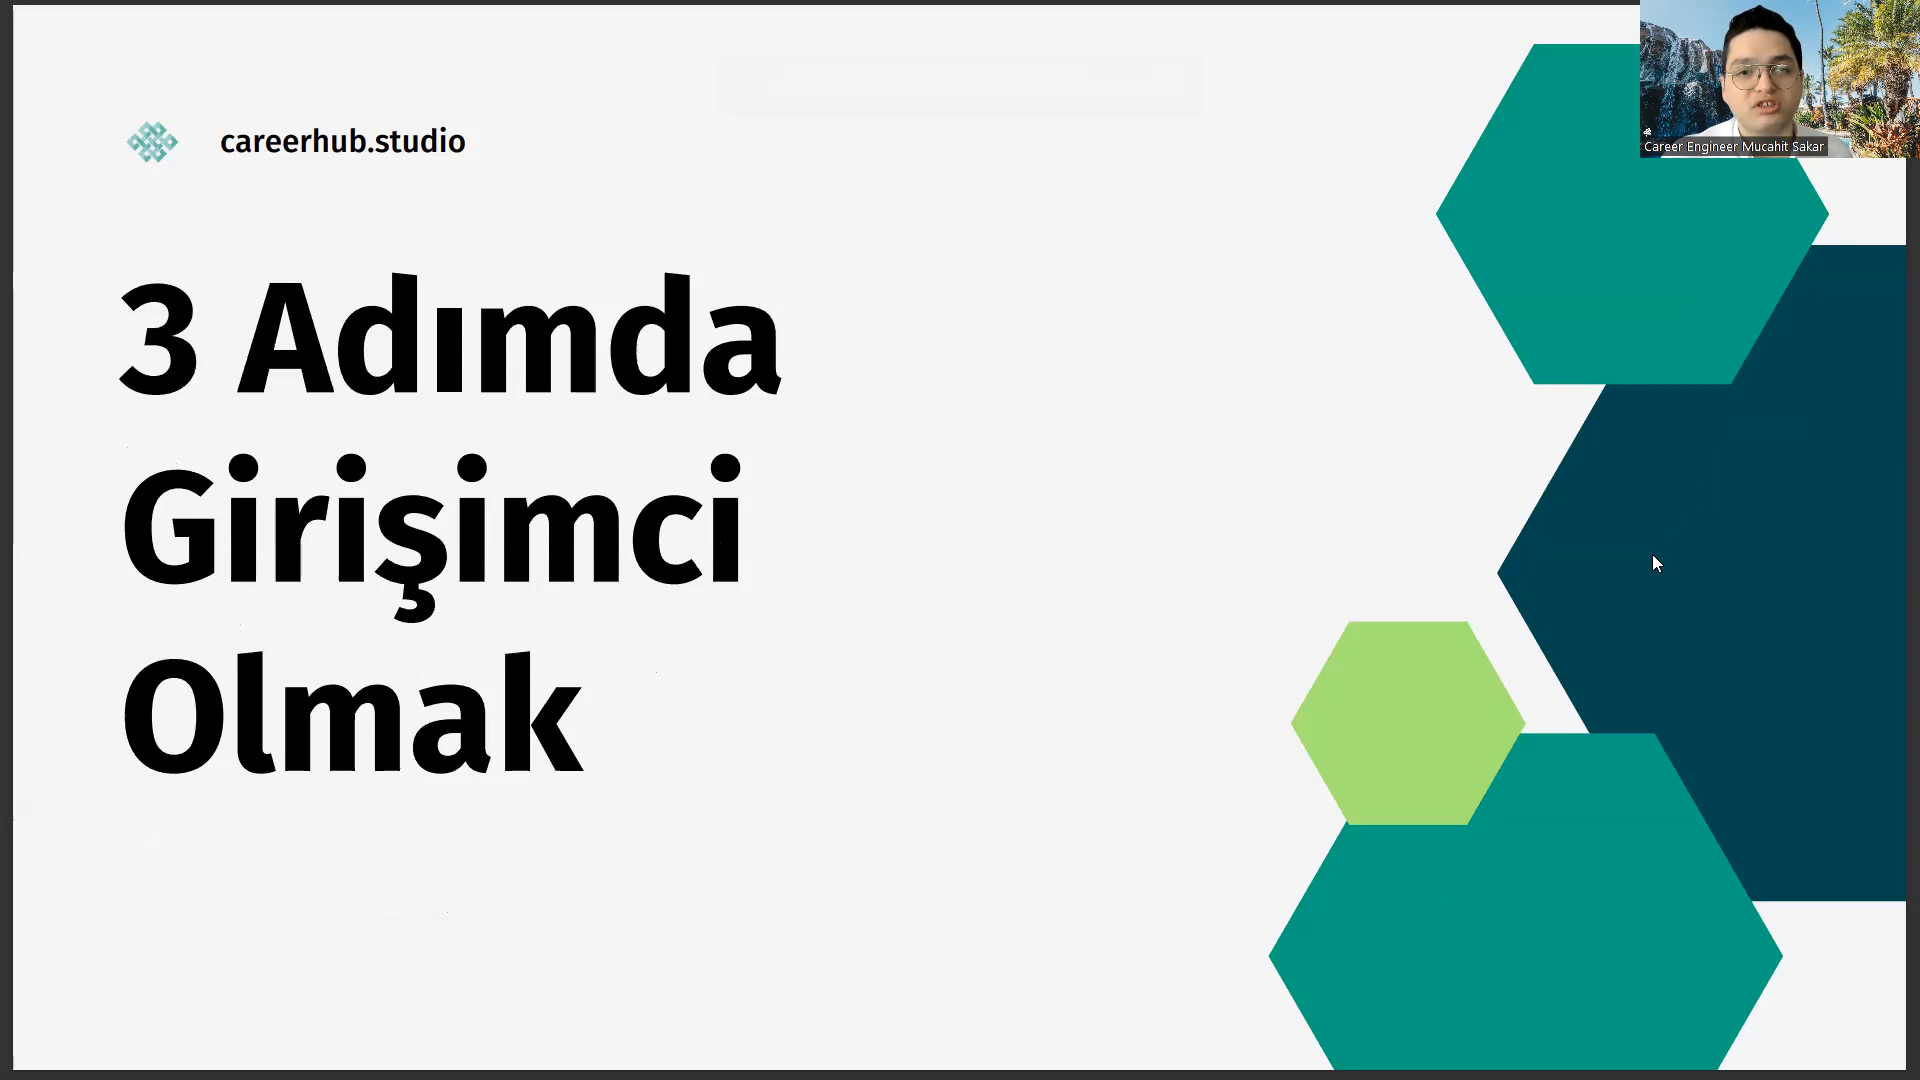 careerhub.studio
3 Adımda
Girişimci
Olmak
Career Engineer Mucahit Sakar